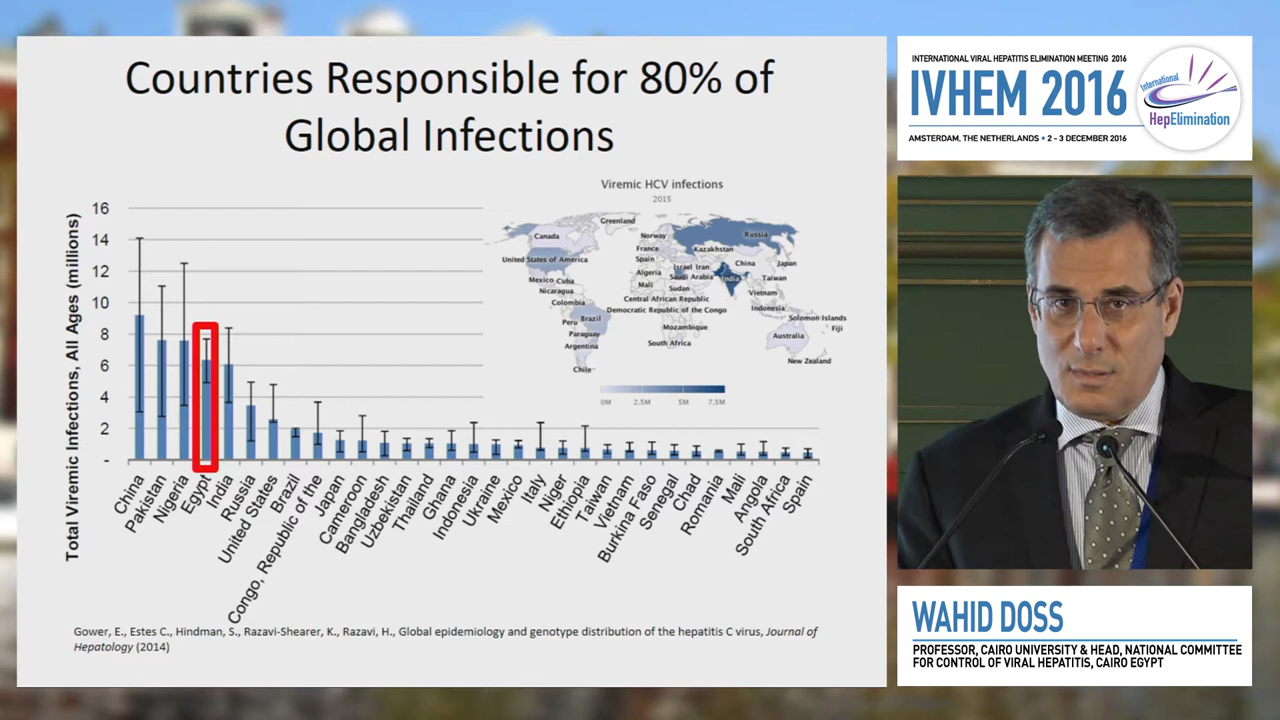 Countries Responsible for 80% of
Global Infections
Total Viremic Infections, All Ages (millions)
16
14
12
10
8
6
4
2
-
China
Pakistan
Nigeria
Egypt
India
Russia
United States
Brazil
Congo, Republic of the
Japan
Cameroon
Bangladesh
Uzbekistan
Thailand
Ghana
Indonesia
Ukraine
Mexico
Italy
Niger
Ethiopia
Taiwan
Vietnam
Burkina Faso
Senegal
Chad
Romania
Mali
Angola
South Africa
Spain
Viremic HCV infections
2015
Greenland
Canada
Norway
Russia
France
Kazakhstan
United States of America
Spain
China
Japan
Israel Iran
Algeria
Saudi Arabia
India
Taiwan
Mexico Cuba
Mali
Sudan
Nicaragua
Vietnam
Colombia
Central African Republic
Democratic Republic of the Congo
Indonesia
Peru
Brazil
Solomon Islands
Mozambique
Fiji
Paraguay
Australia
Argentina
South Africa
New Zealand
Chile
0M 2.5M 5M 7.5M
Gower, E., Estes C., Hindman, S., Razavi-Shearer, K., Razavi, H., Global epidemiology and genotype distribution of the hepatitis C virus, Journal of
Hepatology (2014)
INTERNATIONAL VIRAL HEPATITIS ELIMINATION MEETING 2016
IVHEM 2016
AMSTERDAM, THE NETHERLANDS • 2 - 3 DECEMBER 2016
International
HepElimination
WAHID DOSS
PROFESSOR, CAIRO UNIVERSITY & HEAD, NATIONAL COMMITTEE
FOR CONTROL OF VIRAL HEPATITIS, CAIRO EGYPT